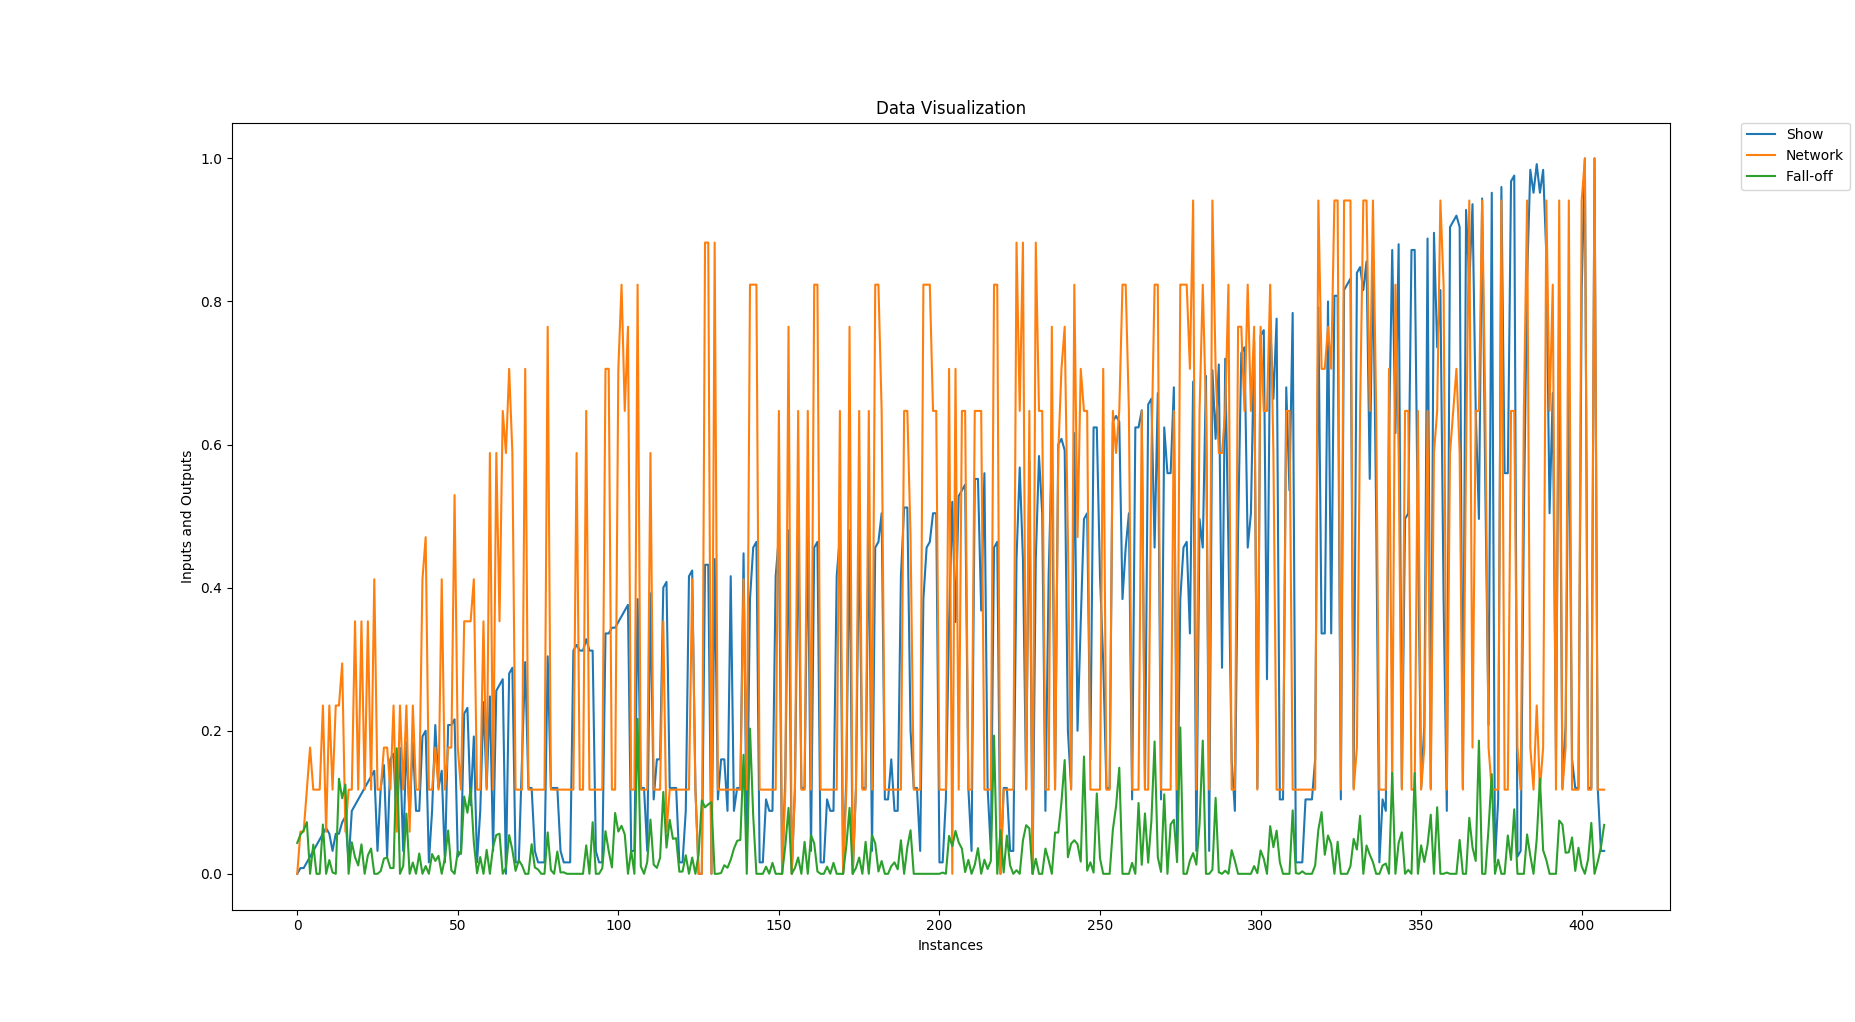 Data Visualization
Show
Network
Fall-off
1.0
0.8
0.6
0.4
0.2
0.0
Inputs and Outputs
0 50 100 150 200 250 300 350 400
Instances